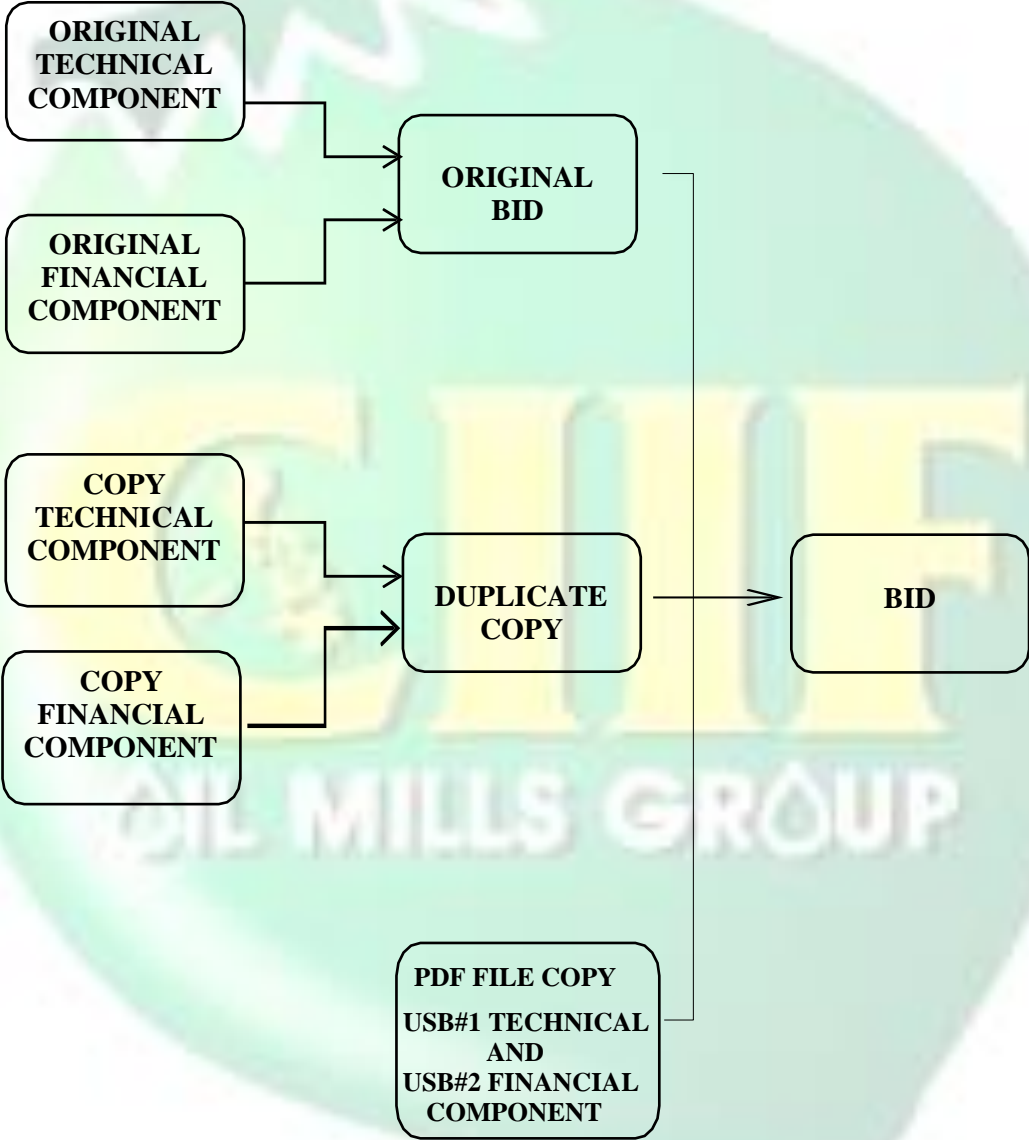 ORIGINAL
TECHNICAL
COMPONENT
ORIGINAL
BID
ORIGINAL
FINANCIAL
COMPONENT
COPY
TECHNICAL
COMPONENT
DUPLICATE
COPY
BID
COPY
FINANCIAL
COMPONENT
CIIF
OIL MILLS GROUP
PDF FILE COPY
USB#1 TECHNICAL
AND
USB#2 FINANCIAL
COMPONENT